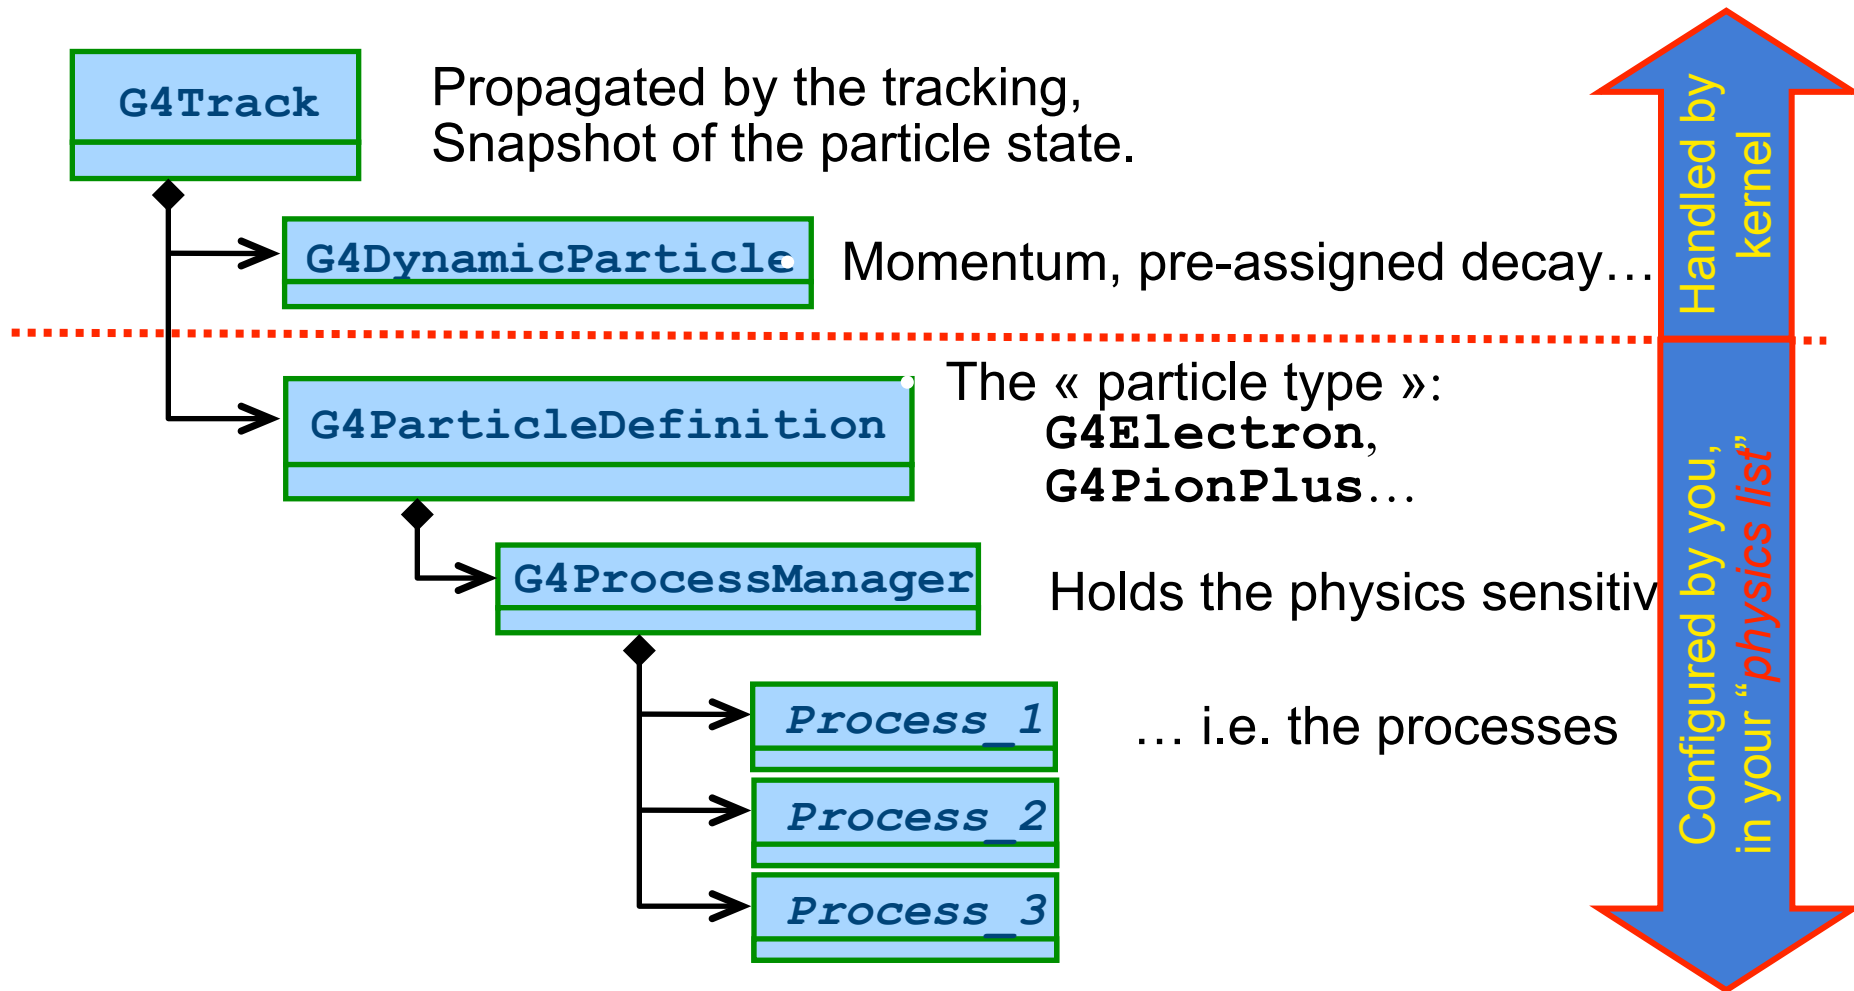 G4Track
Propagated by the tracking,
Snapshot of the particle state.
G4DynamicParticle
Momentum, pre-assigned decay…
The « particle type »:
G4ParticleDefinition
G4Electron,
G4PionPlus…
G4ProcessManager
Holds the physics sensitiv
Process_1
… i.e. the processes
Process_2
Process_3
Handled by
kernel
Configured by you,
in your “physics list”